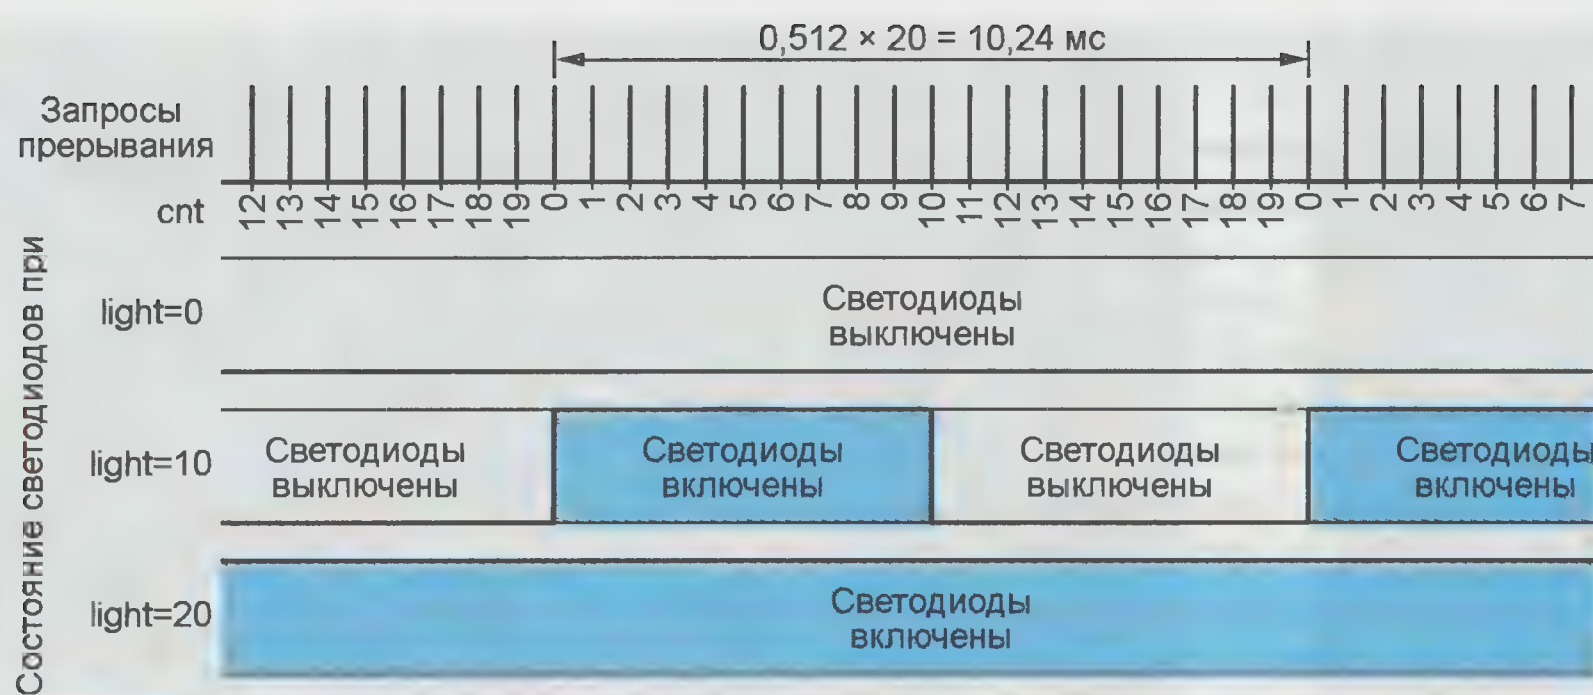 0,512 × 20 = 10,24 мс
Запросы
прерывания
cnt
12 13 14 15 16 17 18 19 0 1 2 3 4 5 6 7 8 9 10 11 12 13 14 15 16 17 18 19 0 1 2 3 4 5 6 7
Состояние светодиодов при
light=0
Светодиоды
выключены
light=10
Светодиоды
выключены
Светодиоды
включены
Светодиоды
выключены
Светодиоды
включены
light=20
Светодиоды
включены